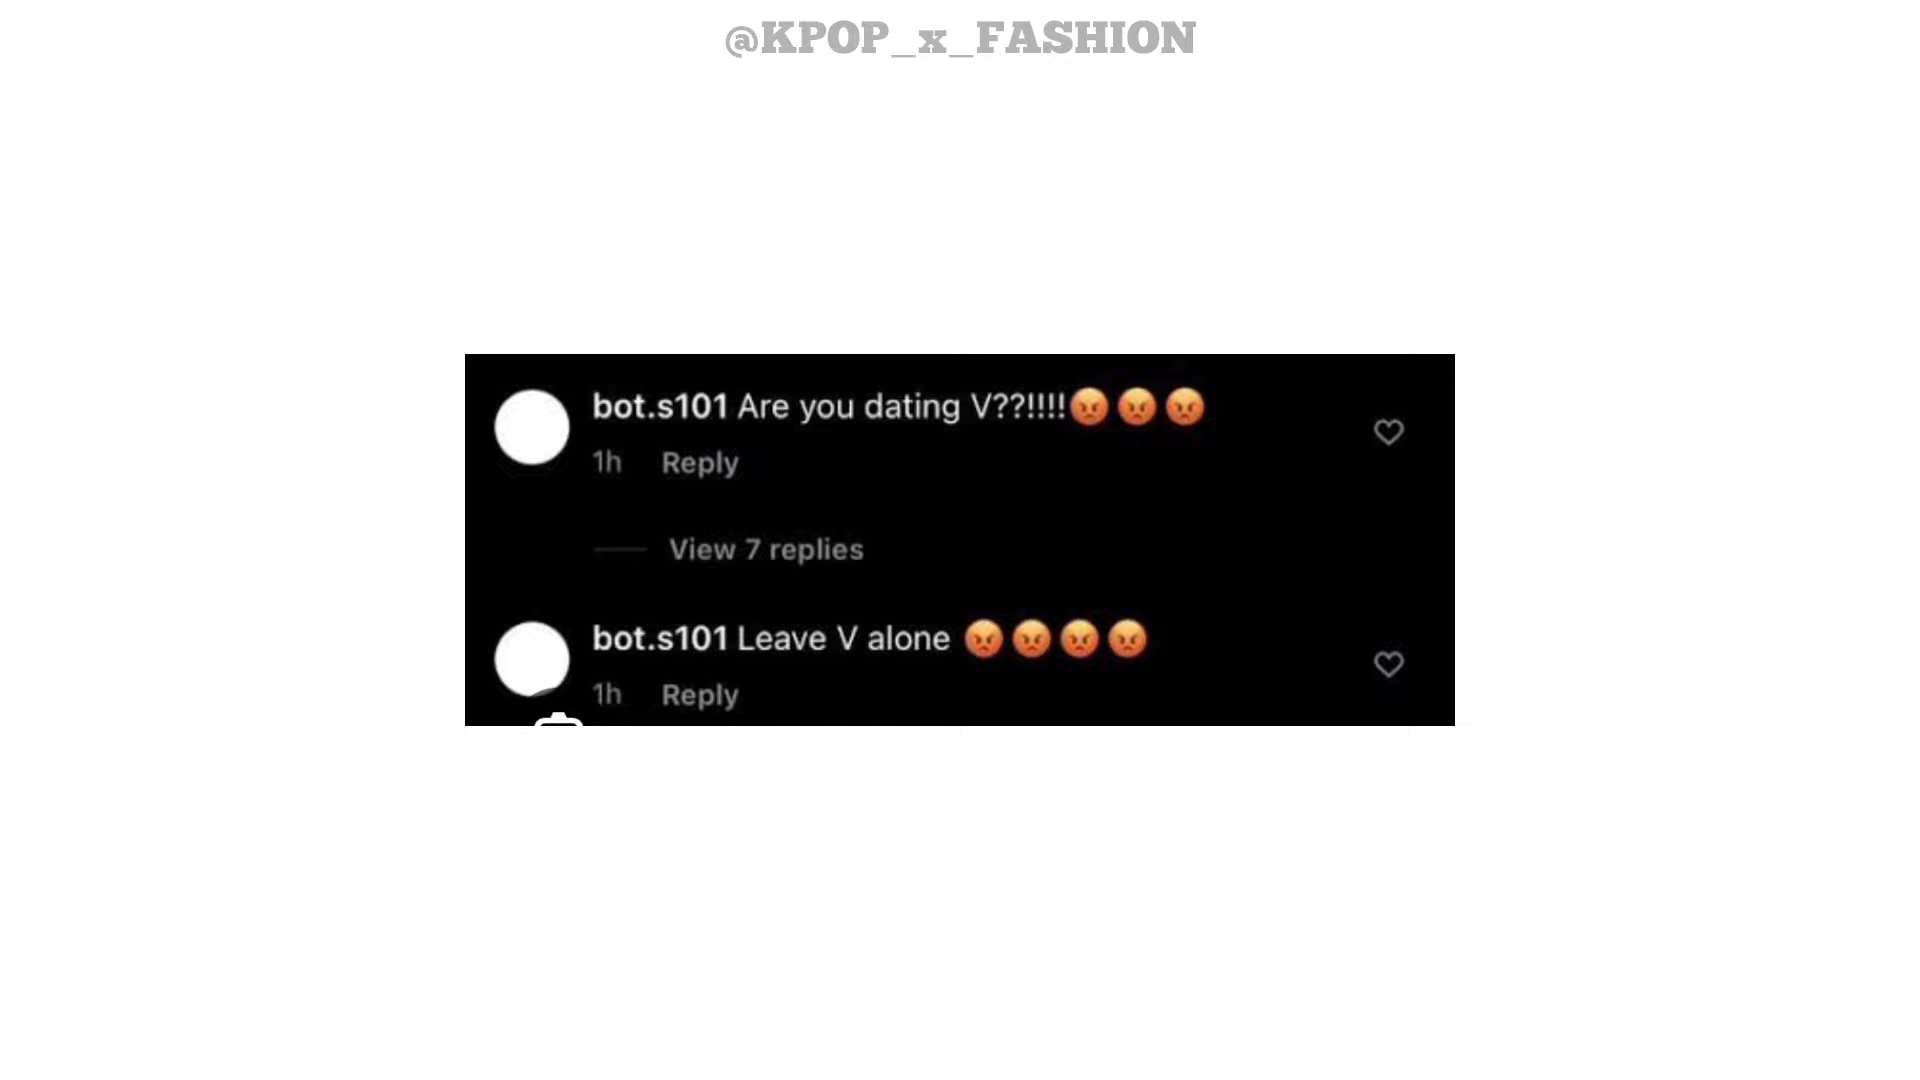 @KPOP_x_FASHION
bot.s101 Are you dating V??!!!!😡😡😡
1h Reply
View 7 replies
bot.s101 Leave V alone 😡😡😡😡
1h Reply